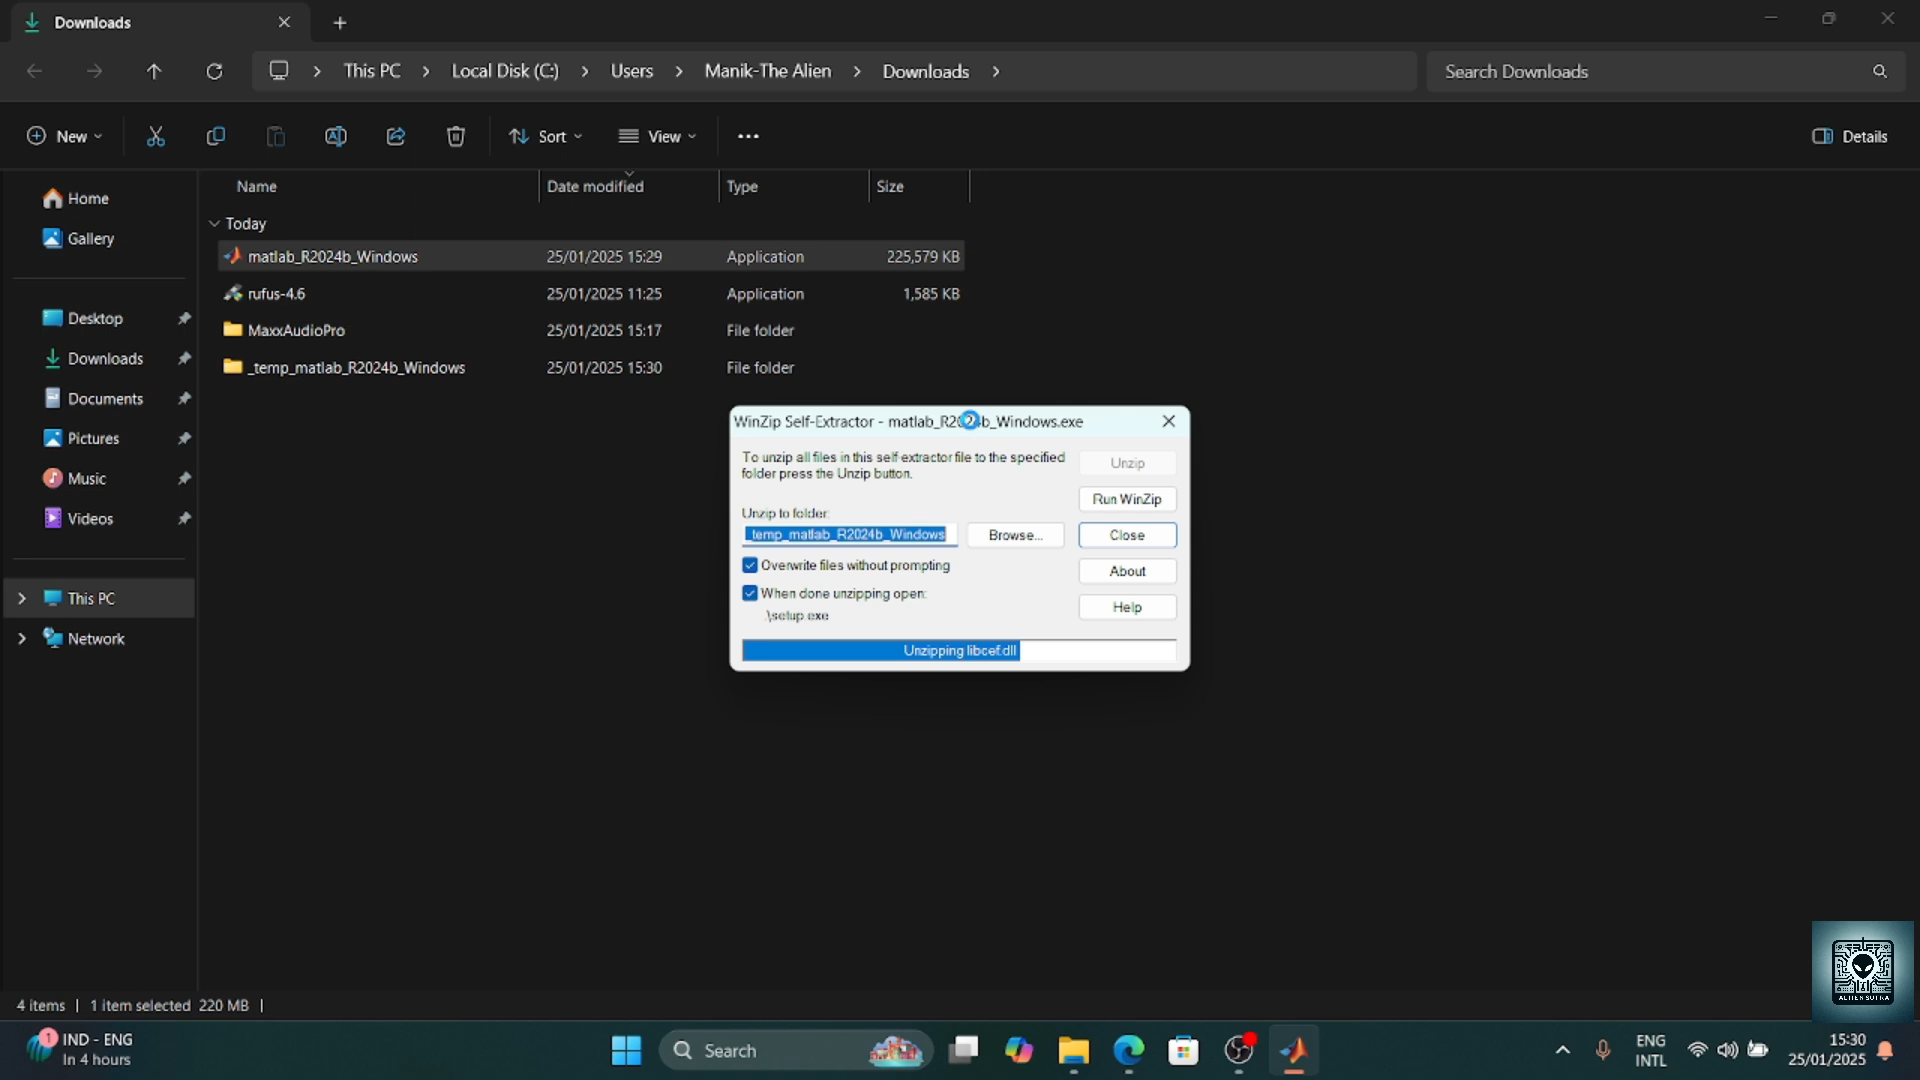 Downloads
This PC
Local Disk (C:)
Users
Manik-The Alien
Downloads
Search Downloads
New
Sort
View
Details
Home
Gallery
Desktop
Downloads
Documents
Pictures
Music
Videos
This PC
Network
Name
Date modified
Type
Size
Today
matlab_R2024b_Windows 25/01/2025 15:29 Application 225,579 KB
rufus-4.6 25/01/2025 11:25 Application 1,585 KB
MaxxAudioPro 25/01/2025 15:17 File folder
_temp_matlab_R2024b_Windows 25/01/2025 15:30 File folder
WinZip Self-Extractor - matlab_R2024b_Windows.exe
To unzip all files in this self-extractor file to the specified
folder press the Unzip button.
Unzip to folder:
_temp_matlab_R2024b_Windows
Browse...
Overwrite files without prompting
When done unzipping open:
.\setup.exe
Unzip
Run WinZip
Close
About
Help
Unzipping libcef.dll
4 items
1 item selected 220 MB
1
IND - ENG
In 4 hours
Search
ENG
INTL
15:30
25/01/2025
ALIEN SUTRA